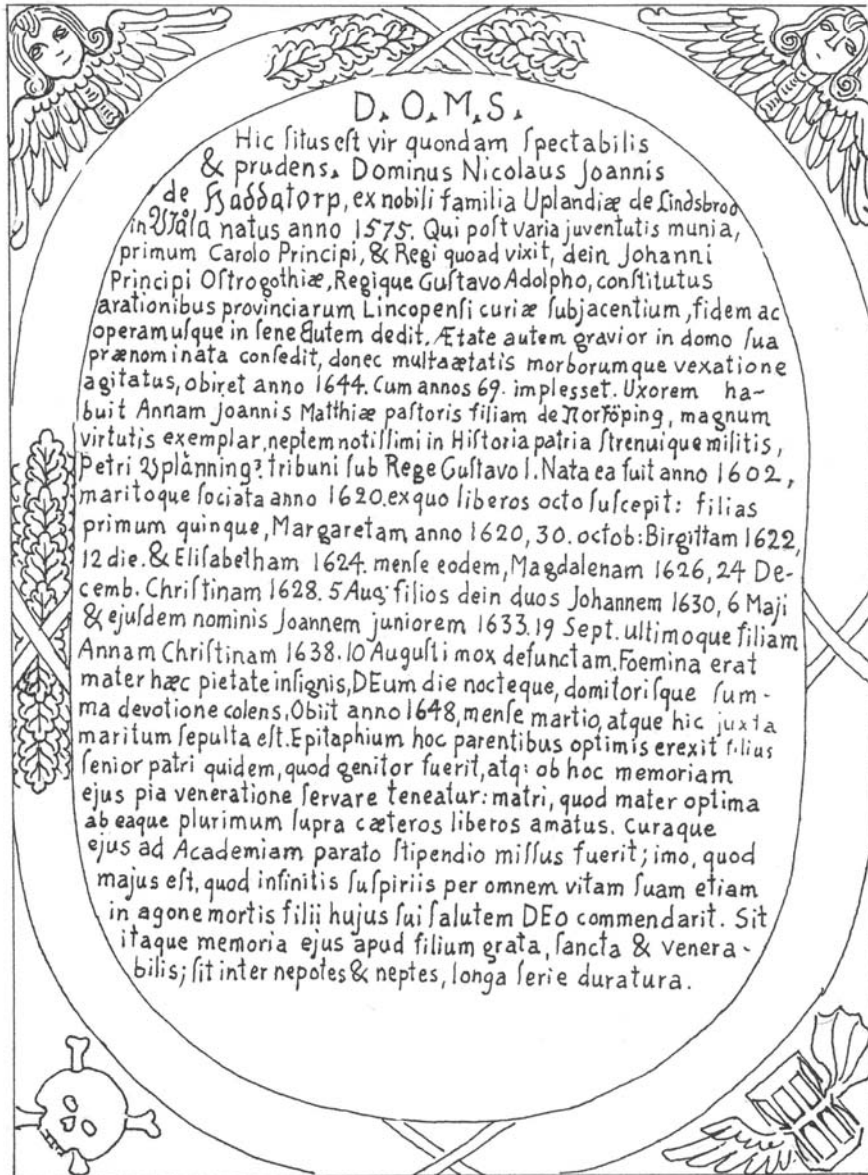 D. O. M. S.
Hic ſitus eſt vir quondam ſpectabilis
& prudens. Dominus Nicolaus Joannis
de Haddatorp, ex nobili familia Uplandiæ de Lindsbroo
in Wåla natus anno 1575. Qui poſt varia juventutis munia,
primum Carolo Principi, & Regi quoad vixit, dein Johanni
Principi Oſtrogothiæ, Regique Guſtavo Adolpho, conſtitutus
arationibus provinciarum Lincopenſi curiæ ſubjacentium, fidem ac
operam uſque in ſene utem dedit. Ætate autem gravior in domo ſua
prænominata conſedit, donec multa ætatis morborumque vexatione
agitatus, obiret anno 1644. Cum annos 69. implesset. Uxorem ha-
buit Annam Joannis Matthiæ paſtoris filiam de Norköping, magnum
virtutis exemplar, neptem notiſſimi in Hiſtoria patria ſtrenuique militis,
Petri Uplänning? tribuni ſub Rege Guſtavo I. Nata ea fuit anno 1602,
maritoque ſociata anno 1620. ex quo liberos octo ſuſcepit: filias
primum quinque, Margaretam anno 1620, 30. octob: Birgittam 1622,
12 die. & Eliſabetham 1624. menſe eodem, Magdalenam 1626, 24 De-
cemb. Chriſtinam 1628. 5 Aug: filios dein duos Johannem 1630, 6 Maji
& ejuſdem nominis Joannem juniorem 1633. 19 Sept. ultimoque filiam
Annam Chriſtinam 1638. 10 Auguſti mox defunctam. Foemina erat
mater hæc pietate inſignis, DEum die nocteque, domitoriſque ſum-
ma devotione colens, Obiit anno 1648, menſe martio, atque hic juxta
maritum ſepulta eſt. Epitaphium hoc parentibus optimis erexit filius
ſenior patri quidem, quod genitor fuerit, atq: ob hoc memoriam
ejus pia veneratione ſervare teneatur: matri, quod mater optima
ab eaque plurimum ſupra cæteros liberos amatus. Curaque
ejus ad Academiam parato ſtipendio miſſus fuerit; imo, quod
majus eſt, quod infinitis ſuſpiriis per omnem vitam ſuam etiam
in agone mortis filii hujus ſui ſalutem DEo commendarit. Sit
itaque memoria ejus apud filium grata, ſancta & venera-
bilis; ſit inter nepotes & neptes, longa ſerie duratura.